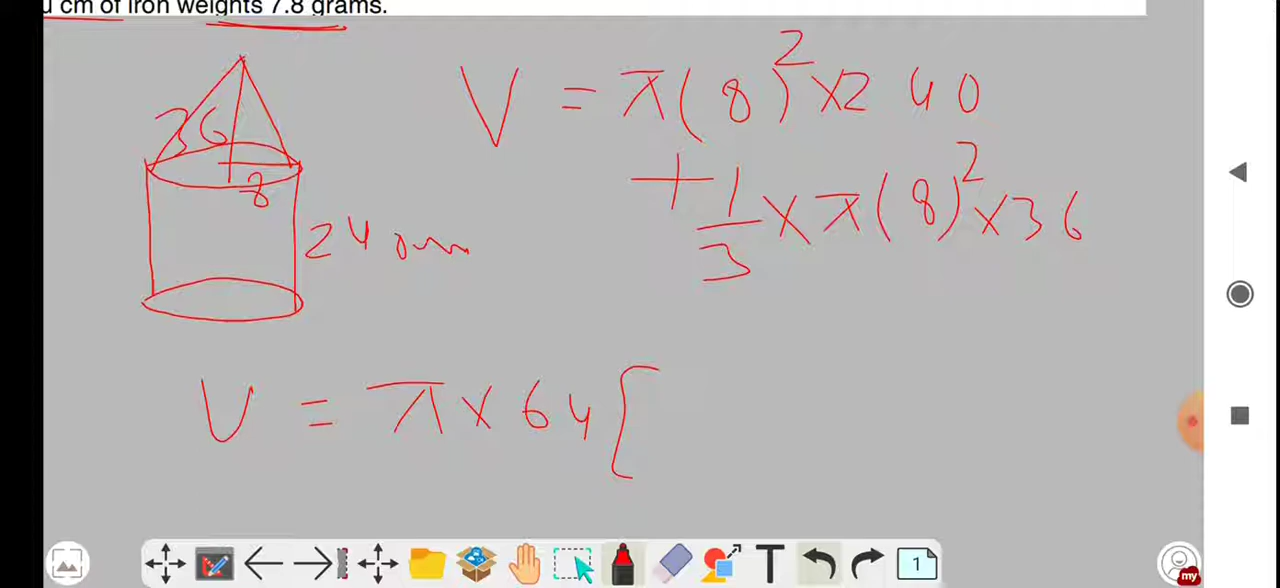 u cm of iron weights 7.8 grams.
V = π(8)² × 240
+ 1/3 × π(8)² × 36
36
8
24 cm
V = π × 64 [
T
1
my